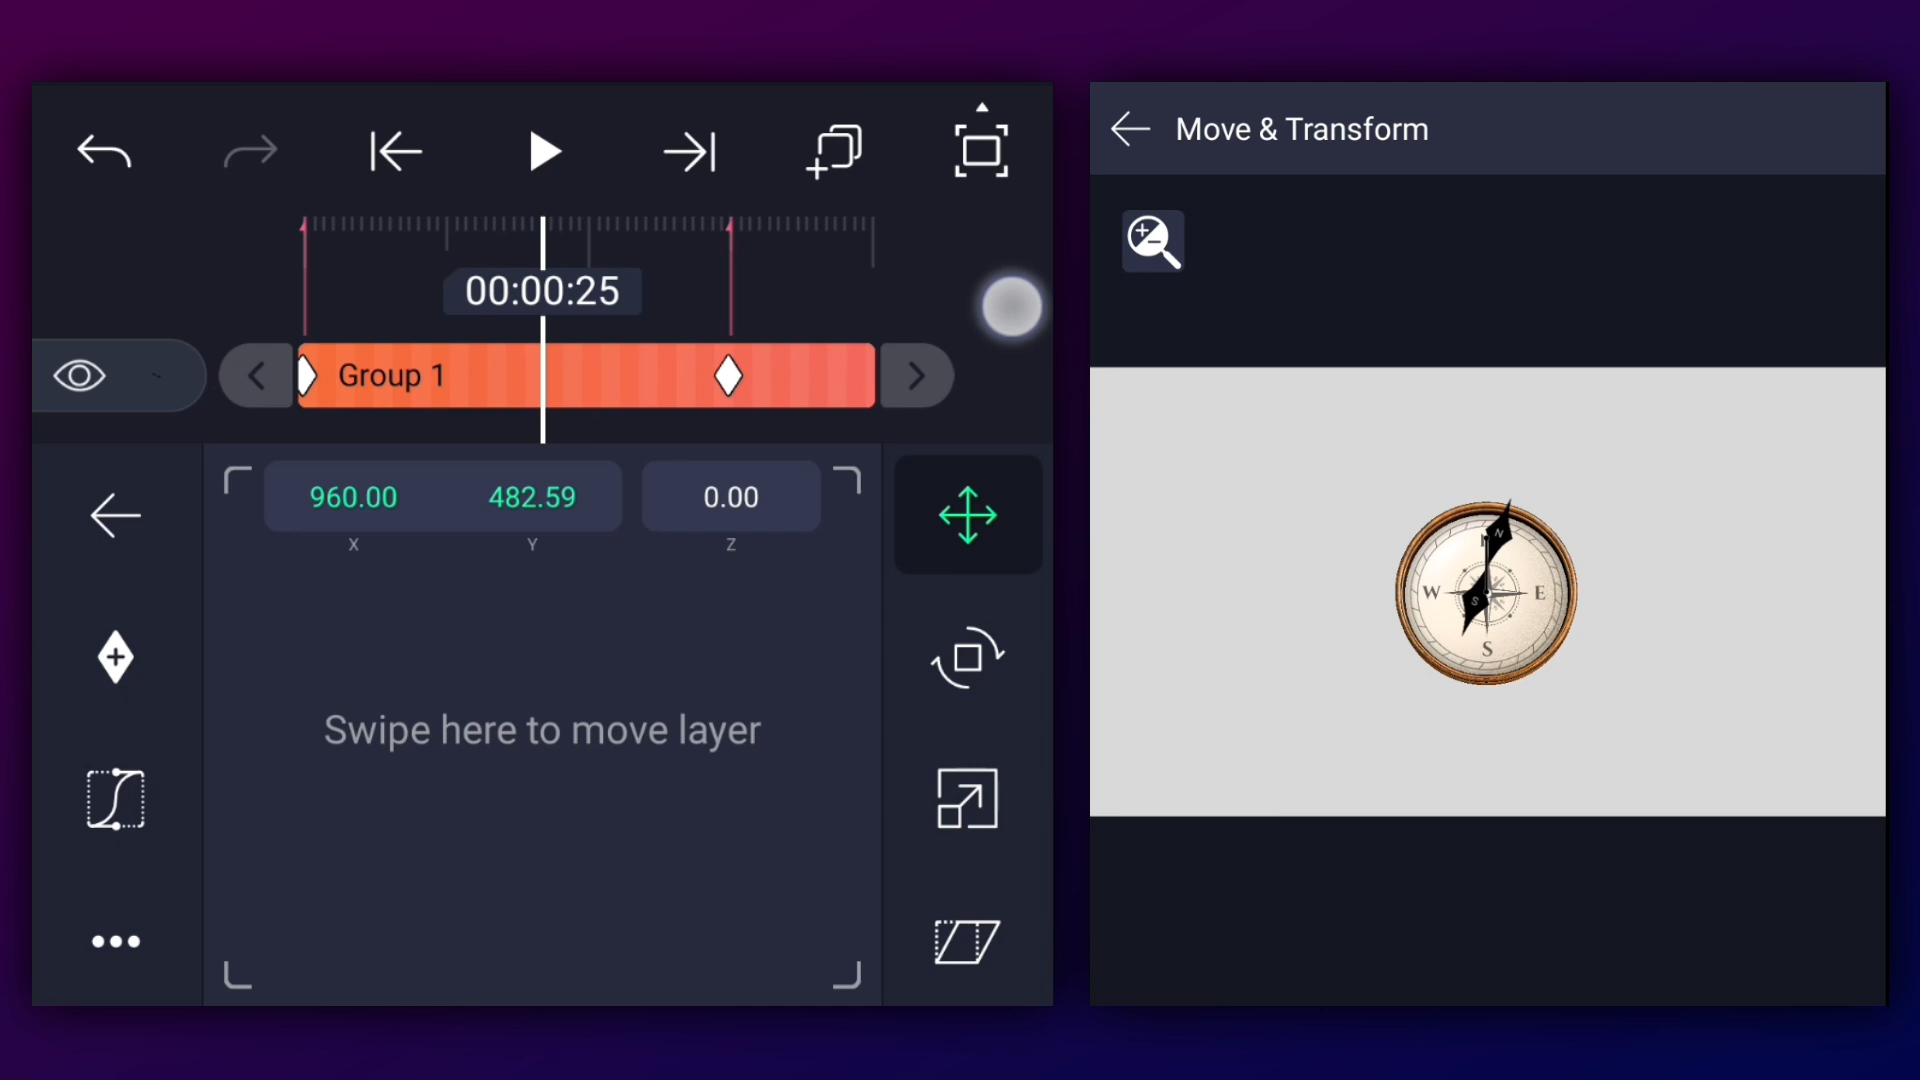 00:00:25
Group 1
960.00 482.59 0.00
X Y Z
Swipe here to move layer
Move & Transform
N
N
W E
S
S